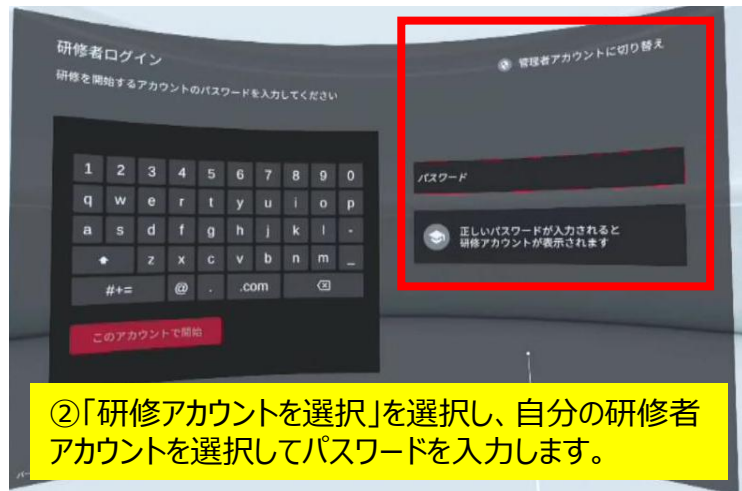 研修者ログイン
研修を開始するアカウントのパスワードを入力してください
管理者アカウントに切り替え
1 2 3 4 5 6 7 8 9 0
q w e r t y u i o p
a s d f g h j k l -
z x c v b n m _
#+= @ . .com
このアカウントで開始
パスワード
正しいパスワードが入力されると
研修アカウントが表示されます
②「研修アカウントを選択」を選択し、自分の研修者
アカウントを選択してパスワードを入力します。